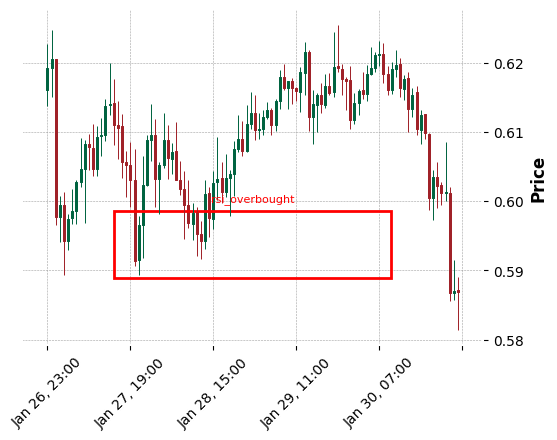 0.62
0.61
rsi_overbought
0.60
0.59
0.58
Price
Jan 26, 23:00
Jan 27, 19:00
Jan 28, 15:00
Jan 29, 11:00
Jan 30, 07:00